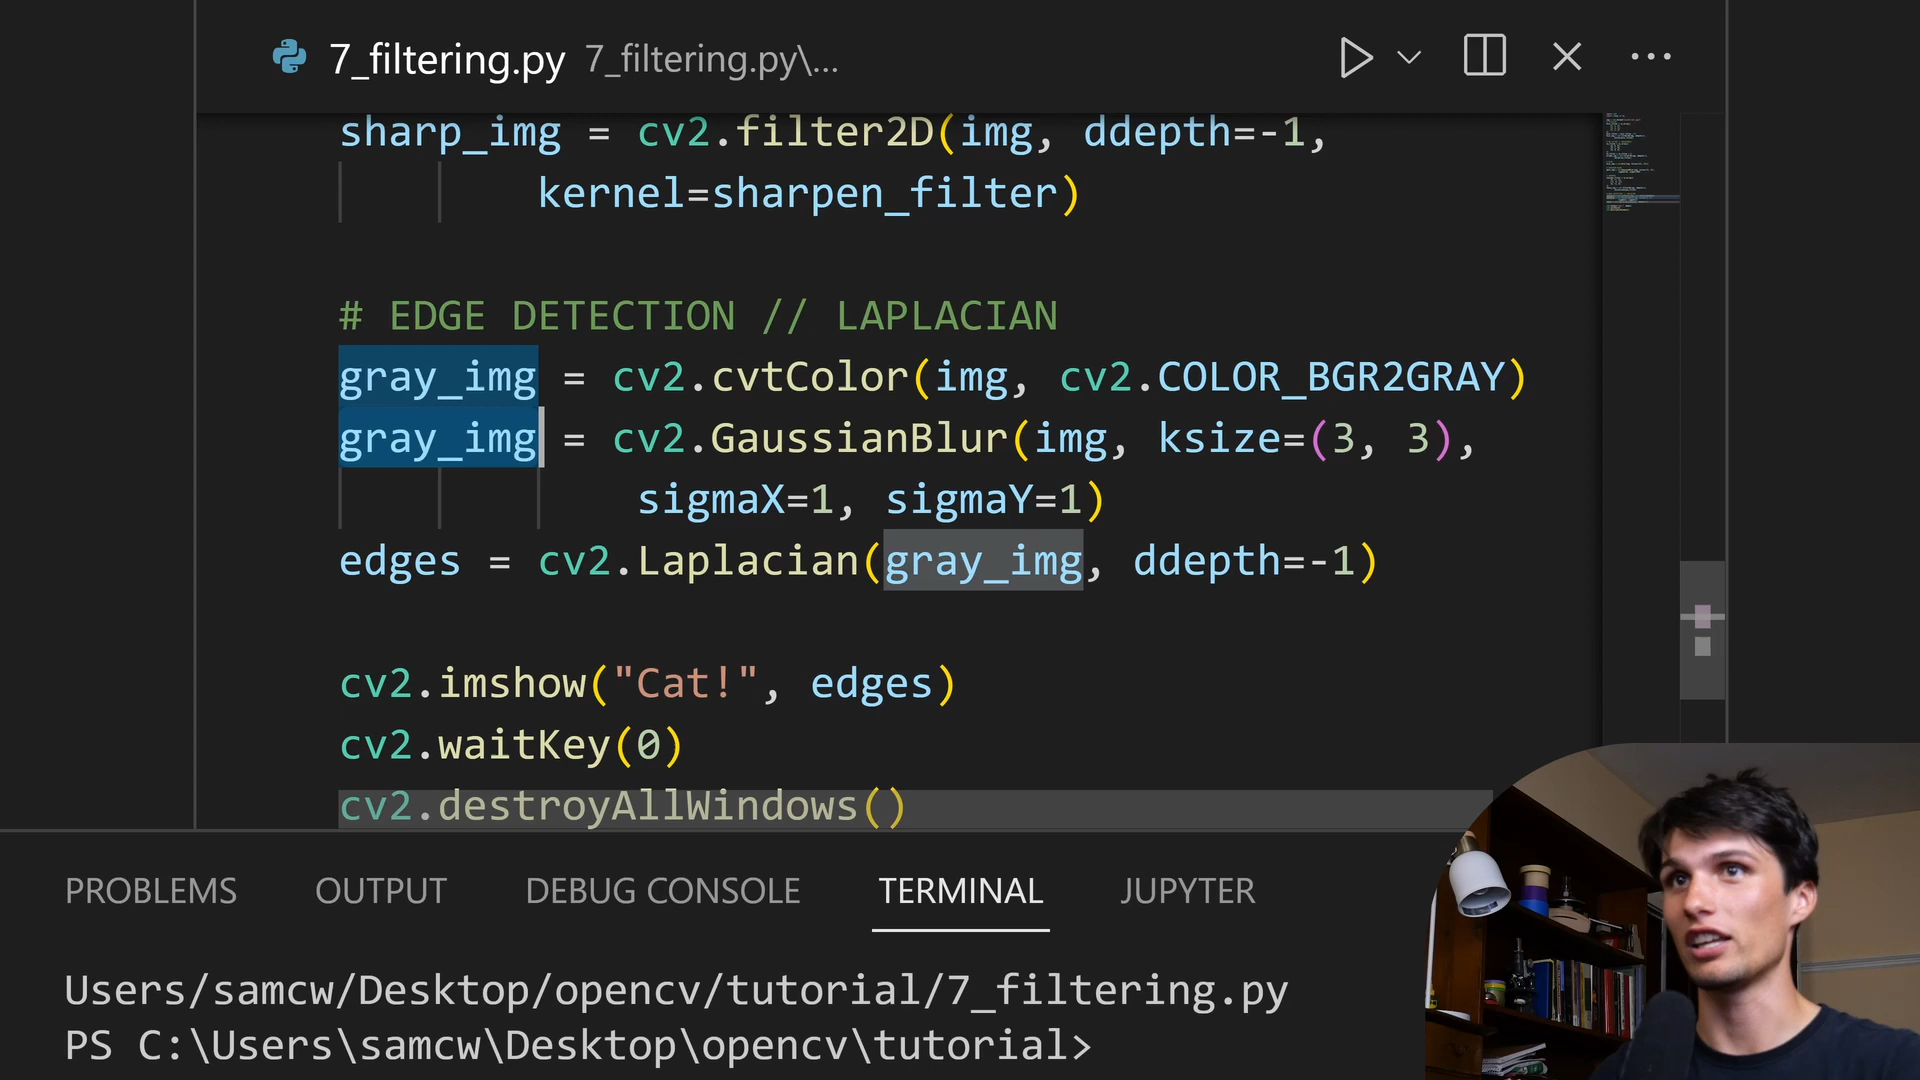 7_filtering.py 7_filtering.py\...
sharp_img = cv2.filter2D(img, ddepth=-1,
kernel=sharpen_filter)
# EDGE DETECTION // LAPLACIAN
gray_img = cv2.cvtColor(img, cv2.COLOR_BGR2GRAY)
gray_img = cv2.GaussianBlur(img, ksize=(3, 3),
sigmaX=1, sigmaY=1)
edges = cv2.Laplacian(gray_img, ddepth=-1)
cv2.imshow("Cat!", edges)
cv2.waitKey(0)
cv2.destroyAllWindows()
PROBLEMS OUTPUT DEBUG CONSOLE TERMINAL JUPYTER
Users/samcw/Desktop/opencv/tutorial/7_filtering.py
PS C:\Users\samcw\Desktop\opencv\tutorial>